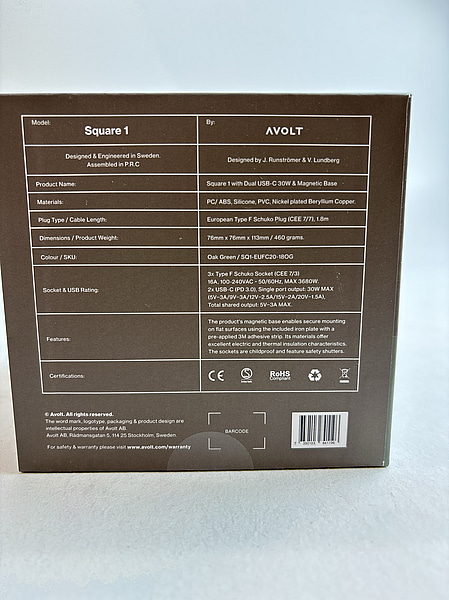 Model:
Square 1
By:
AVOLT
Designed & Engineered in Sweden.
Assembled in P.R.C
Designed by J. Runströmer & V. Lundberg
Product Name:
Square 1 with Dual USB-C 30W & Magnetic Base
Materials:
PC/ ABS, Silicone, PVC, Nickel plated Beryllium Copper.
Plug Type / Cable Length:
European Type F Schuko Plug (CEE 7/7), 1.8m
Dimensions / Product Weight:
76mm x 76mm x 113mm / 460 grams.
Colour / SKU:
Oak Green / SQ1-EUFC20-18OG
Socket & USB Rating:
3x Type F Schuko Socket (CEE 7/3)
16A, 100-240VAC - 50/60Hz, MAX 3680W.
2x USB-C (PD 3.0), Single port output: 30W MAX
(5V-3A/9V-3A/12V-2.5A/15V-2A/20V-1.5A),
Total shared output: 5V-3A MAX.
Features:
The product's magnetic base enables secure mounting
on flat surfaces using the included iron plate with a
pre-applied 3M adhesive strip. Its materials offer
excellent electric and thermal insulation characteristics.
The sockets are childproof and feature safety shutters.
Certifications:
CE
Intertek
RoHS
Compliant
© Avolt. All rights reserved.
The word mark, logotype, packaging & product design are
intellectual properties of Avolt AB.
Avolt AB, Rådmansgatan 5, 114 25 Stockholm, Sweden.
For safety & warranty please visit www.avolt.com/warranty
BARCODE